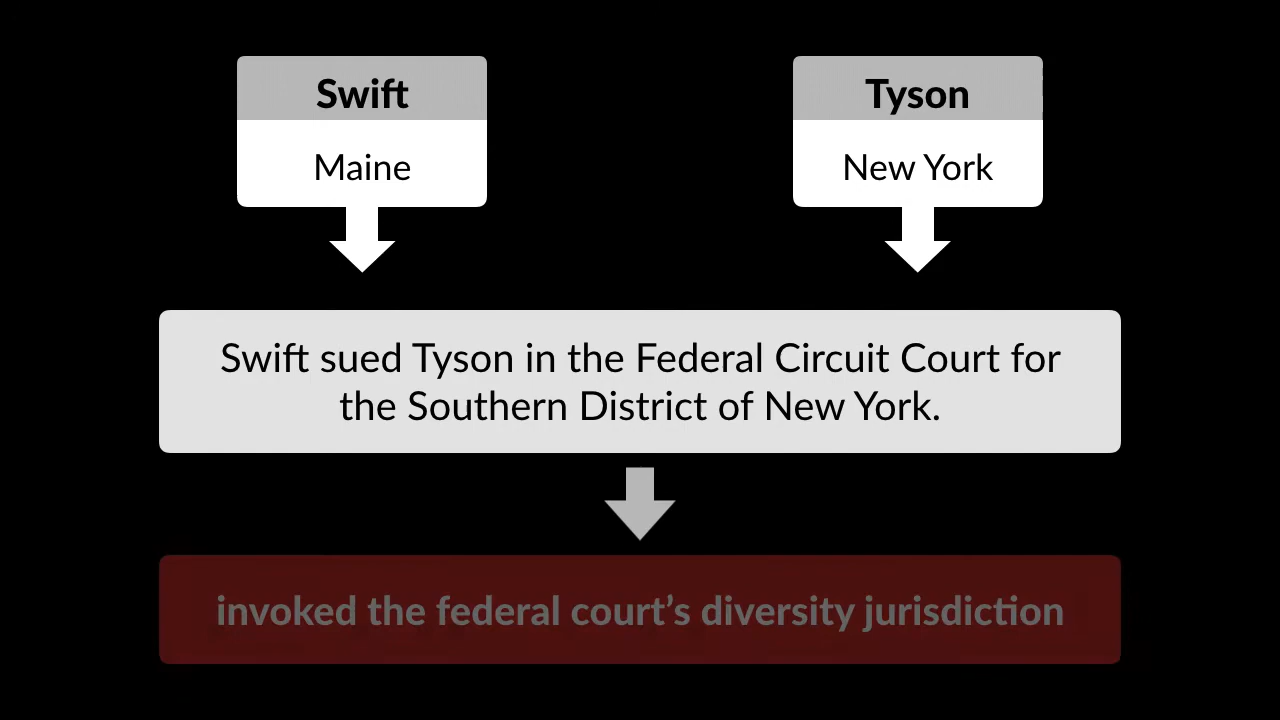 Swift
Maine
Tyson
New York
Swift sued Tyson in the Federal Circuit Court for
the Southern District of New York.
invoked the federal court’s diversity jurisdiction